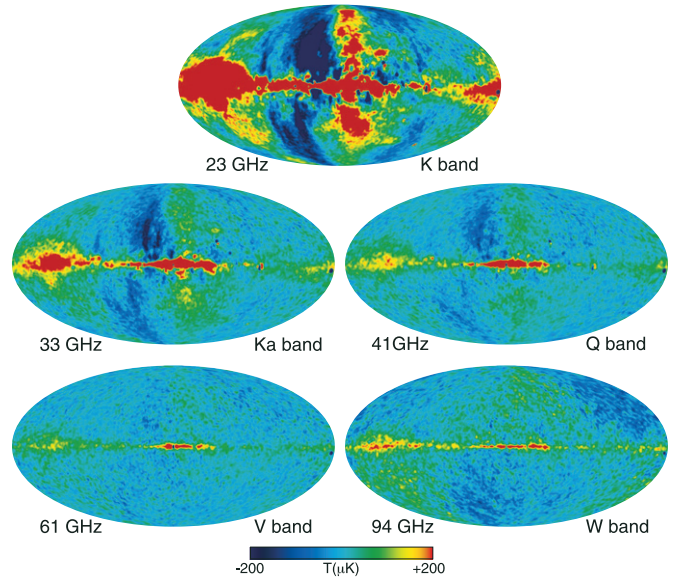 23 GHz K band
33 GHz Ka band 41GHz Q band
61 GHz V band 94 GHz W band
-200 T(μK) +200